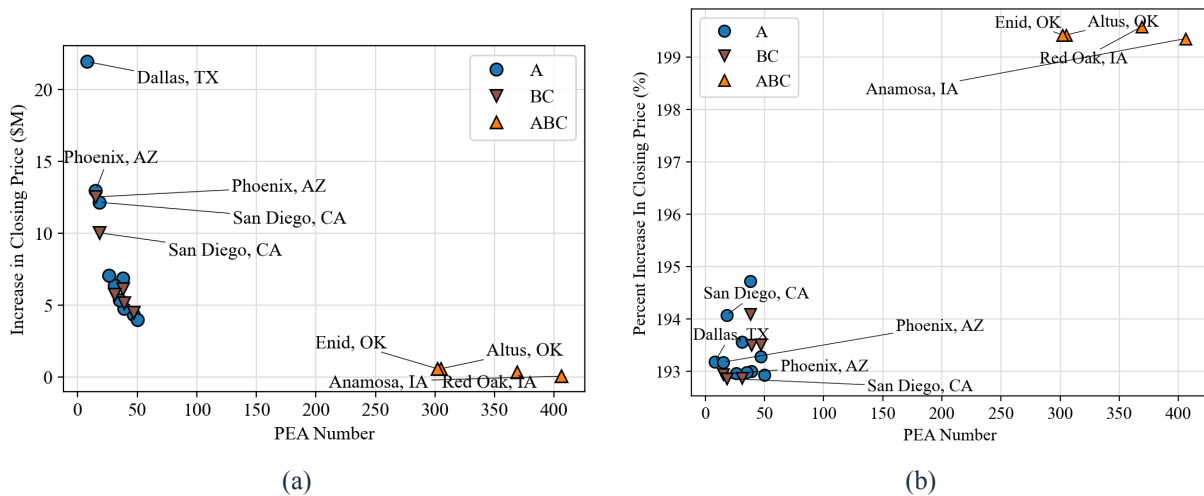 Increase in Closing Price ($M)
20
15
10
5
0
Dallas, TX
Phoenix, AZ
Phoenix, AZ
San Diego, CA
San Diego, CA
Enid, OK
Altus, OK
Anamosa, IA
Red Oak, IA
A
BC
ABC
0 50 100 150 200 250 300 350 400
PEA Number
(a)
Percent Increase In Closing Price (%)
199
198
197
196
195
194
193
A
BC
ABC
Enid, OK
Altus, OK
Red Oak, IA
Anamosa, IA
San Diego, CA
Dallas, TX
Phoenix, AZ
Phoenix, AZ
San Diego, CA
0 50 100 150 200 250 300 350 400
PEA Number
(b)